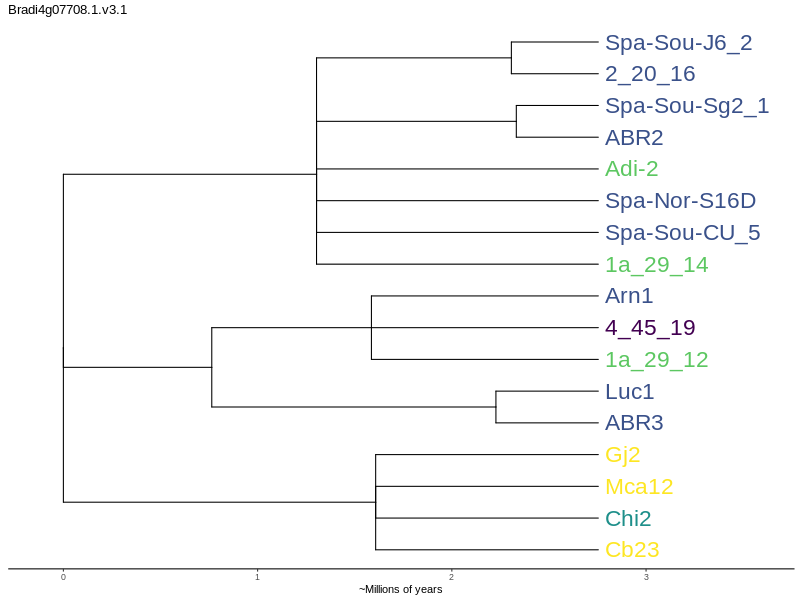 Bradi4g07708.1.v3.1
Spa-Sou-J6_2
2_20_16
Spa-Sou-Sg2_1
ABR2
Adi-2
Spa-Nor-S16D
Spa-Sou-CU_5
1a_29_14
Arn1
4_45_19
1a_29_12
Luc1
ABR3
Gj2
Mca12
Chi2
Cb23
0 1 2 3
~Millions of years